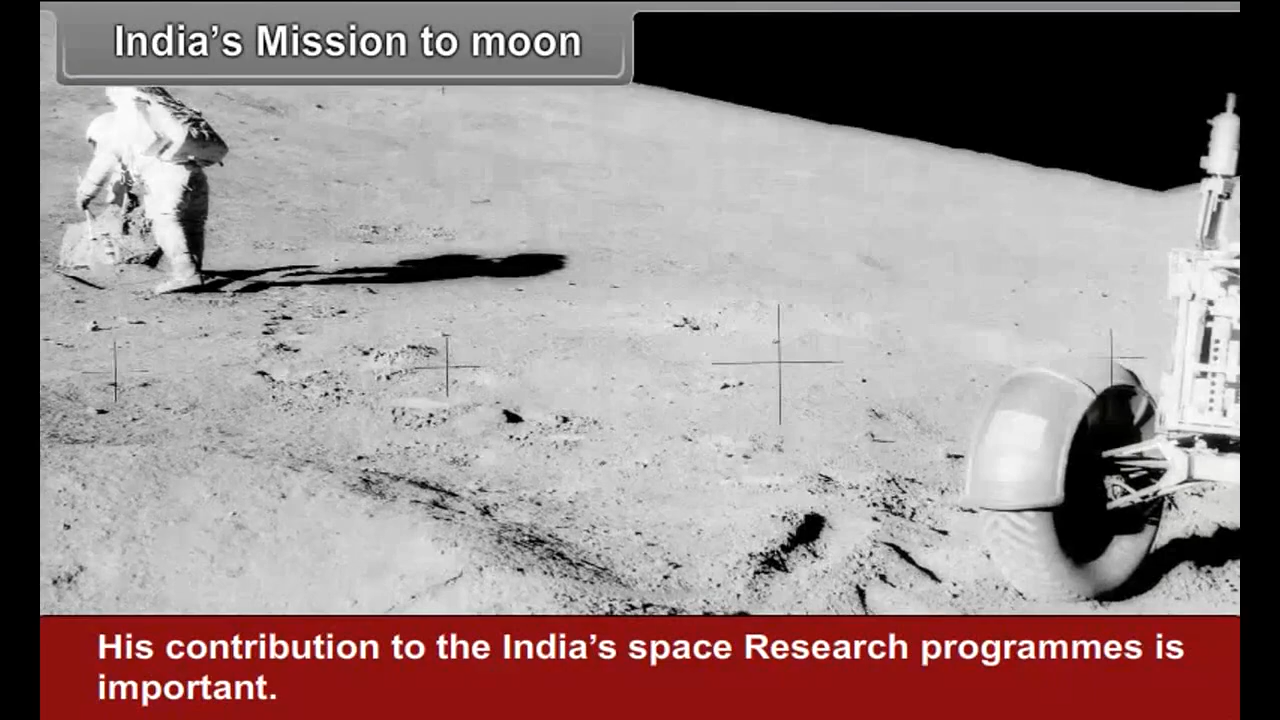 India’s Mission to moon
His contribution to the India’s space Research programmes is
important.